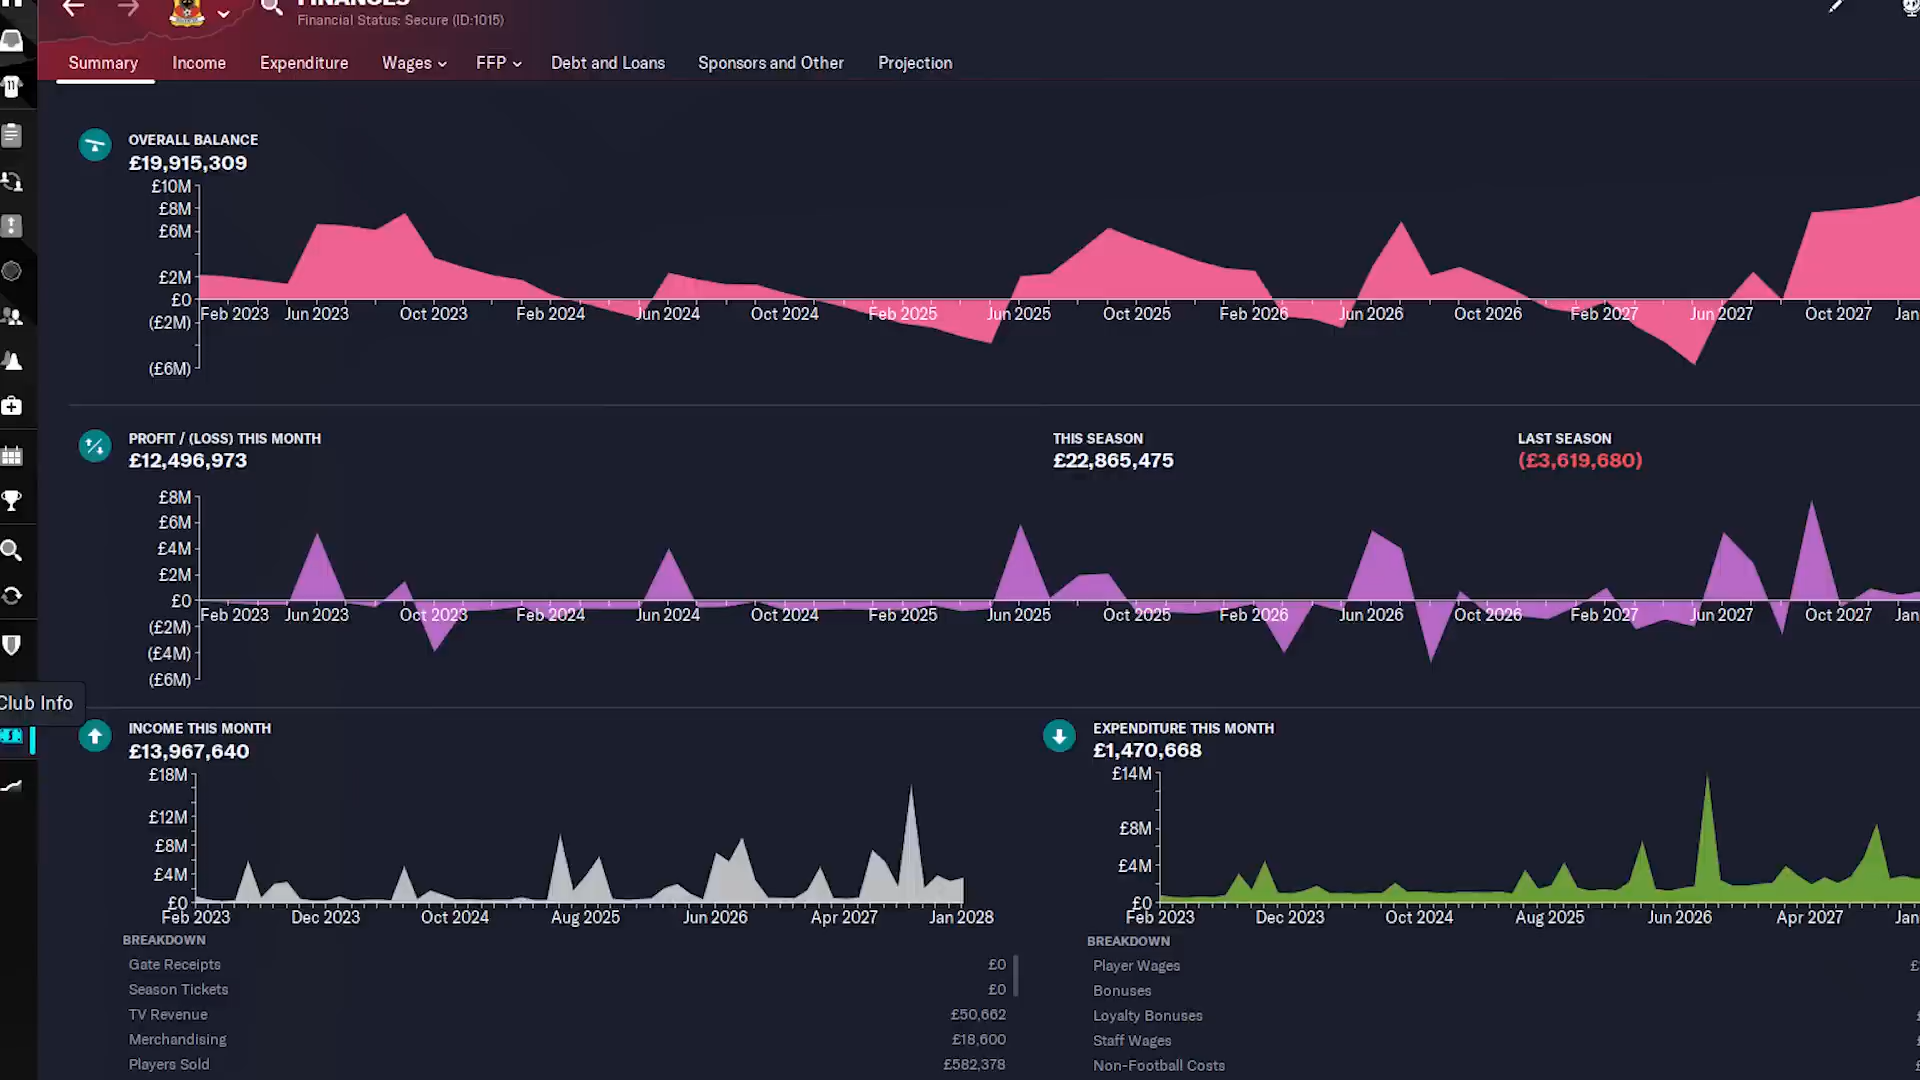 FINANCES
Financial Status: Secure (ID:1015)
Summary Income Expenditure Wages FFP Debt and Loans Sponsors and Other Projection
OVERALL BALANCE
£19,915,309
£10M
£8M
£6M
£2M
£0
(£2M)
(£6M)
Feb 2023 Jun 2023 Oct 2023 Feb 2024 Jun 2024 Oct 2024 Feb 2025 Jun 2025 Oct 2025 Feb 2026 Jun 2026 Oct 2026 Feb 2027 Jun 2027 Oct 2027 Jan
PROFIT / (LOSS) THIS MONTH
£12,496,973
THIS SEASON
£22,865,475
LAST SEASON
(£3,619,680)
£8M
£6M
£4M
£2M
£0
(£2M)
(£4M)
(£6M)
Feb 2023 Jun 2023 Oct 2023 Feb 2024 Jun 2024 Oct 2024 Feb 2025 Jun 2025 Oct 2025 Feb 2026 Jun 2026 Oct 2026 Feb 2027 Jun 2027 Oct 2027 Jan
Club Info
INCOME THIS MONTH
£13,967,640
£18M
£12M
£8M
£4M
£0
Feb 2023 Dec 2023 Oct 2024 Aug 2025 Jun 2026 Apr 2027 Jan 2028
BREAKDOWN
Gate Receipts £0
Season Tickets £0
TV Revenue £50,662
Merchandising £18,600
Players Sold £582,378
EXPENDITURE THIS MONTH
£1,470,668
£14M
£8M
£4M
£0
Feb 2023 Dec 2023 Oct 2024 Aug 2025 Jun 2026 Apr 2027 Jan
BREAKDOWN
Player Wages £
Bonuses
Loyalty Bonuses
Staff Wages
Non-Football Costs